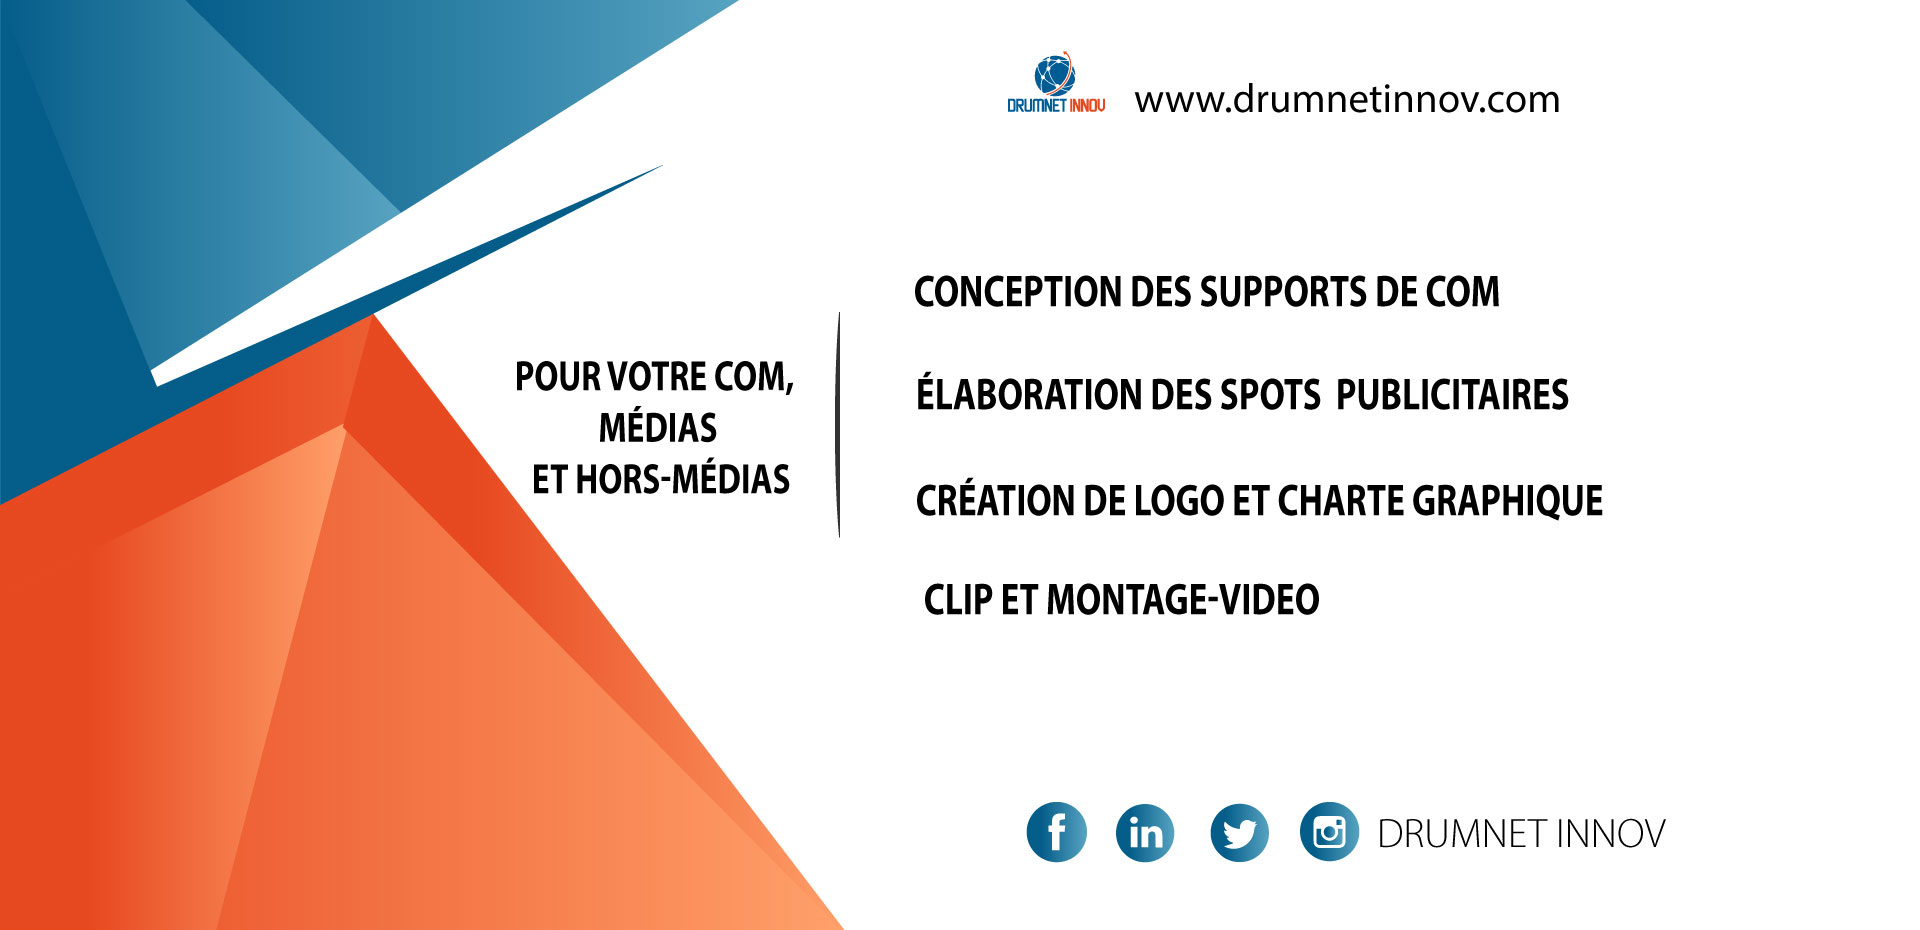 DRUMNET INNOV
www.drumnetinnov.com
POUR VOTRE COM,
MÉDIAS
ET HORS-MÉDIAS
CONCEPTION DES SUPPORTS DE COM
ÉLABORATION DES SPOTS PUBLICITAIRES
CRÉATION DE LOGO ET CHARTE GRAPHIQUE
CLIP ET MONTAGE-VIDEO
DRUMNET INNOV